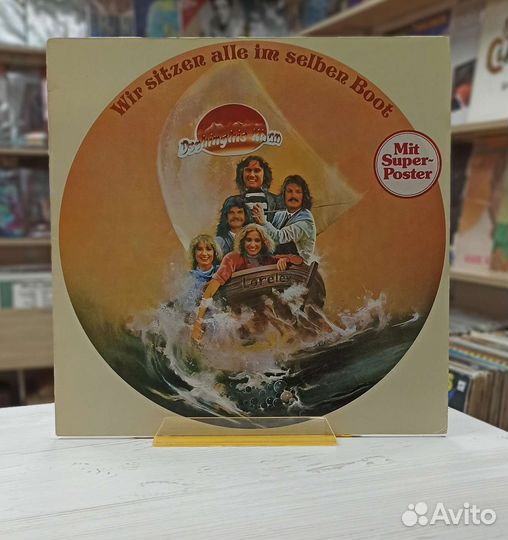 Wir sitzen alle im selben Boot
Dschinghis Khan
Mit
Super-
Poster
Loreley
Avito